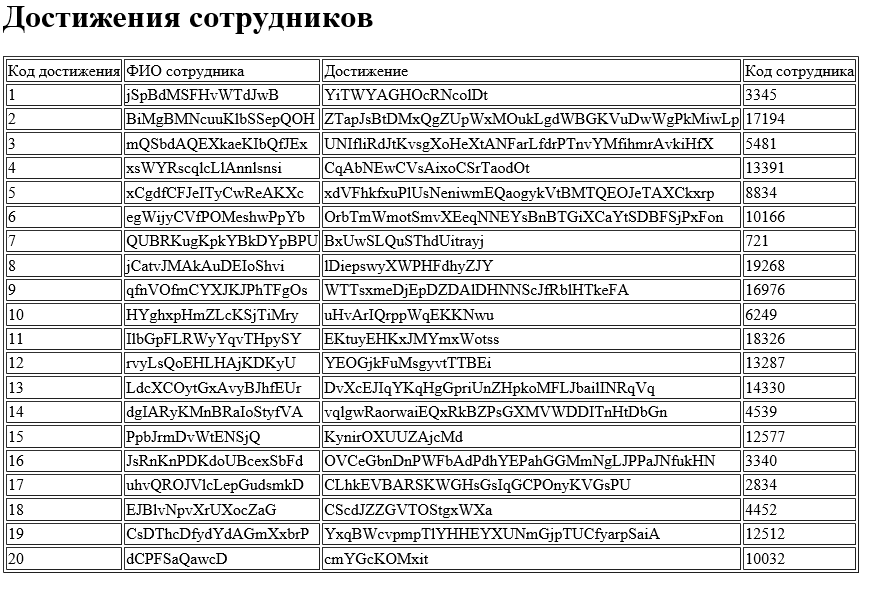 Достижения сотрудников
Код достижения ФИО сотрудника Достижение Код сотрудника
1 jSpBdMSFHvWTdJwB YiTWYAGHOcRNcolDt 3345
2 BiMgBMNcuuKlbSSepQOH ZTapJsBtDMxQgZUpWxMOukLgdWBGKVuDwWgPkMiwLp 17194
3 mQSbdAQEXkaeKIbQfJEx UNIfliRdJtKvsgXoHeXtANFarLfdrPTnvYMfihmrAvkiHfX 5481
4 xsWYRscqlcLlAnnlsnsi CqAbNEwCVsAixoCSrTaodOt 13391
5 xCgdfCFJeITyCwReAKXc xdVFhkfxuPlUsNeniwmEQaogykVtBMTQEOJeTAXCkxrp 8834
6 egWijyCVfPOMeshwPpYb OrbTmWmotSmvXEeqNNEYsBnBTGiXCaYtSDBFSjPxFon 10166
7 QUBRKugKpkYBkDYpBPU BxUwSLQuSThdUitrayj 721
8 jCatvJMAkAuDEIoShvi lDiepswyXWPHFdhyZJY 19268
9 qfnVOfmCYXJKJPhTFgOs WTTsxmeDjEpDZDAlDHNNScJfRblHTkeFA 16976
10 HYghxpHmZLcKSjTiMry uHvArIQrppWqEKKNwu 6249
11 IlbGpFLRWyYqvTHpySY EKtuyEHKxJMYmxWotss 18326
12 rvyLsQoEHLHAjKDKyU YEOGjkFuMsgyvtTTBEi 13287
13 LdcXCOytGxAvyBJhfEUr DvXcEJIqYKqHgGpriUnZHpkoMFLJbailINRqVq 14330
14 dgIARyKMnBRaIoStyfVA vqlgwRaorwaiEQxRkBZPsGXMVWDDITnHtDbGn 4539
15 PpbJrmDvWtENSjQ KynirOXUUZAjcMd 12577
16 JsRnKnPDKdoUBcexSbFd OVCeGbnDnPWFbAdPdhYEPahGGMmNgLJPPaJNfukHN 3340
17 uhvQROJVlcLepGudsmkD CLhkEVBARSKWGHsGsIqGCPOnyKVGsPU 2834
18 EJBlvNpvXrUXocZaG CScdJZZGVTOStgxWXa 4452
19 CsDThcDfydYdAGmXxbrP YxqBWcvpmpTlYHHEYXUNmGjpTUCfyarpSaiA 12512
20 dCPFSaQawcD cmYGcKOMxit 10032